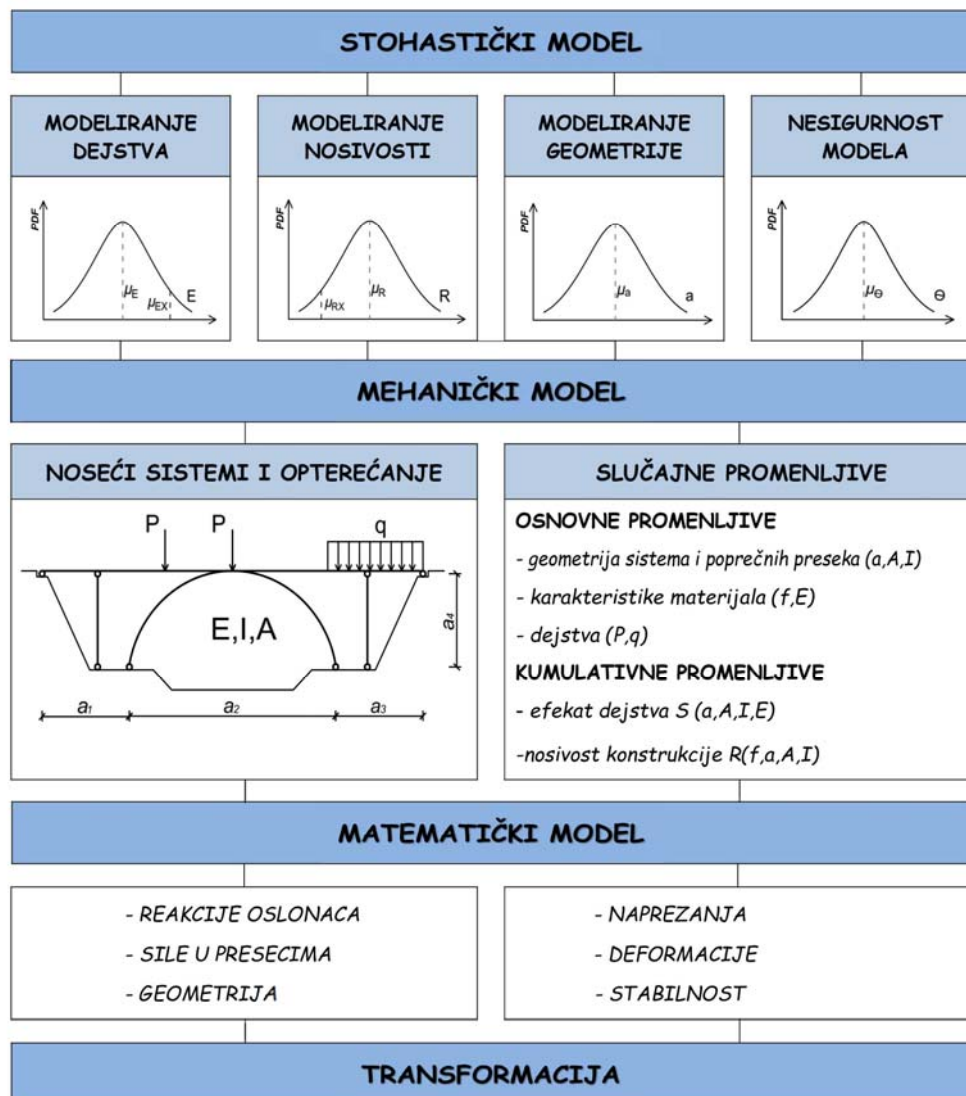 STOHASTIČKI MODEL
MODELIRANJE
DEJSTVA
PDF
μE
μEX
E
MODELIRANJE
NOSIVOSTI
PDF
μRX
μR
R
MODELIRANJE
GEOMETRIJE
PDF
μa
a
NESIGURNOST
MODELA
PDF
μΘ
Θ
MEHANIČKI MODEL
NOSEĆI SISTEMI I OPTEREĆANJE
P
P
q
E,I,A
a4
a1
a2
a3
SLUČAJNE PROMENLJIVE
OSNOVNE PROMENLJIVE
- geometrija sistema i poprečnih preseka (a,A,I)
- karakteristike materijala (f,E)
- dejstva (P,q)
KUMULATIVNE PROMENLJIVE
- efekat dejstva S (a,A,I,E)
-nosivost konstrukcije R(f,a,A,I)
MATEMATIČKI MODEL
- REAKCIJE OSLONACA
- SILE U PRESECIMA
- GEOMETRIJA
- NAPREZANJA
- DEFORMACIJE
- STABILNOST
TRANSFORMACIJA